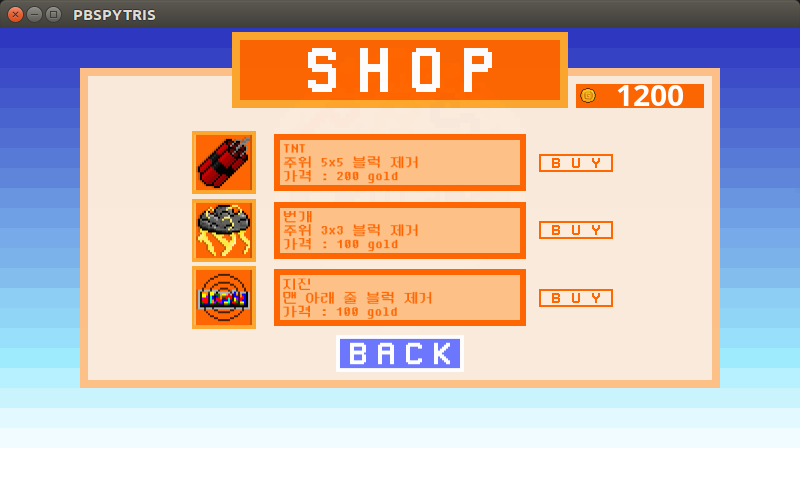 PBSPYTRIS
SHOP
1200
TNT
주위 5x5 블럭 제거
가격 : 200 gold
BUY
번개
주위 3x3 블럭 제거
가격 : 100 gold
BUY
지진
맨 아래 줄 블럭 제거
가격 : 100 gold
BUY
BACK